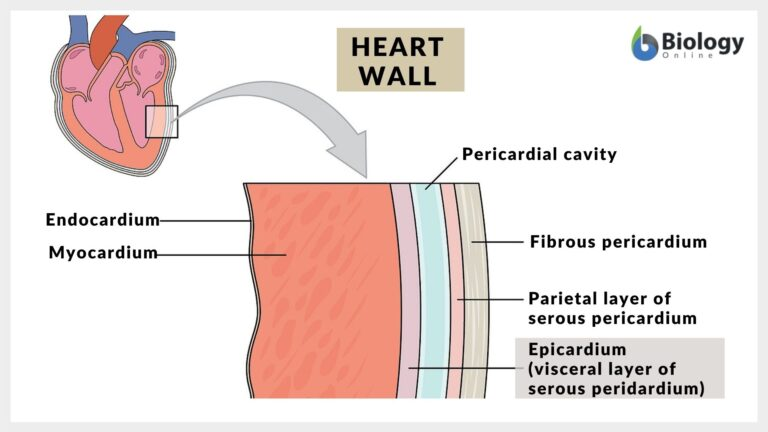 HEART
WALL
Biology
Online
Pericardial cavity
Endocardium
Myocardium
Fibrous pericardium
Parietal layer of
serous pericardium
Epicardium
(visceral layer of
serous peridardium)